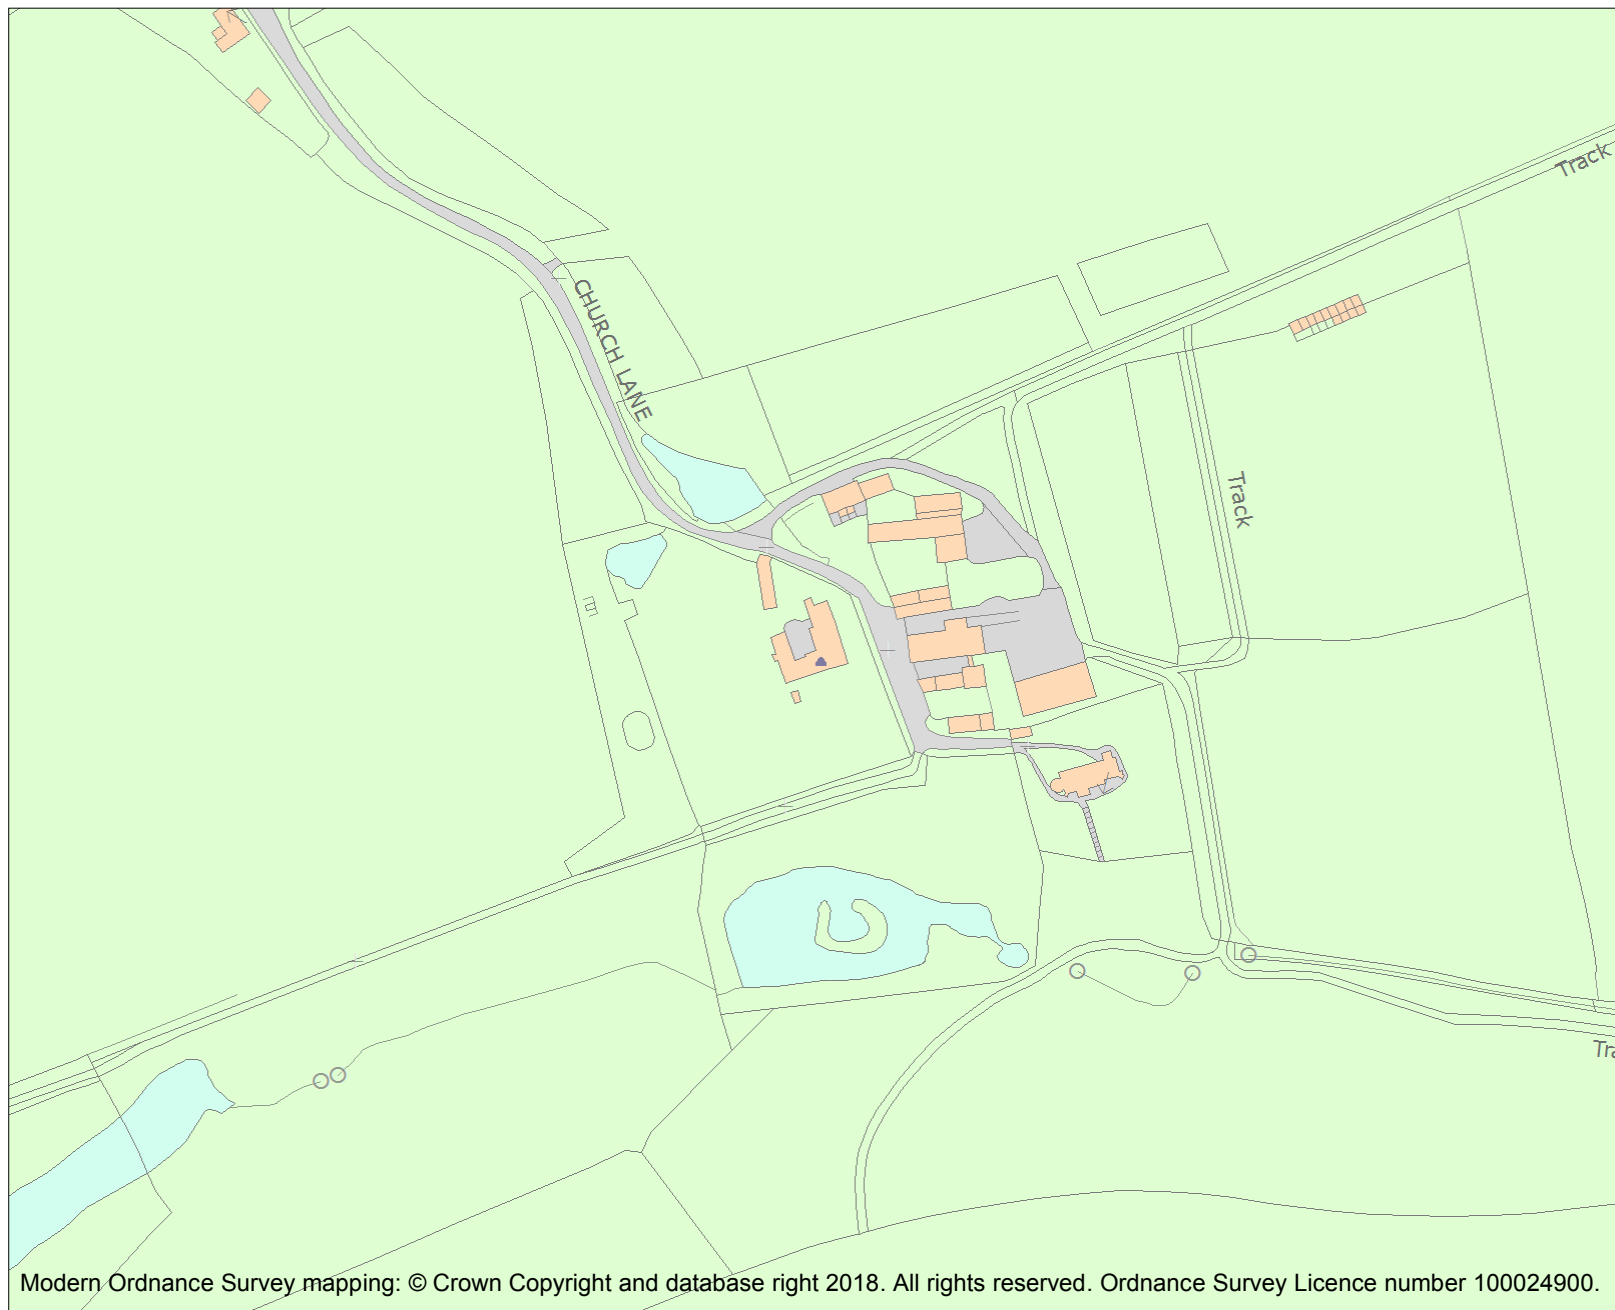 Track
CHURCH LANE
Track
Modern Ordnance Survey mapping: © Crown Copyright and database right 2018. All rights reserved. Ordnance Survey Licence number 100024900.